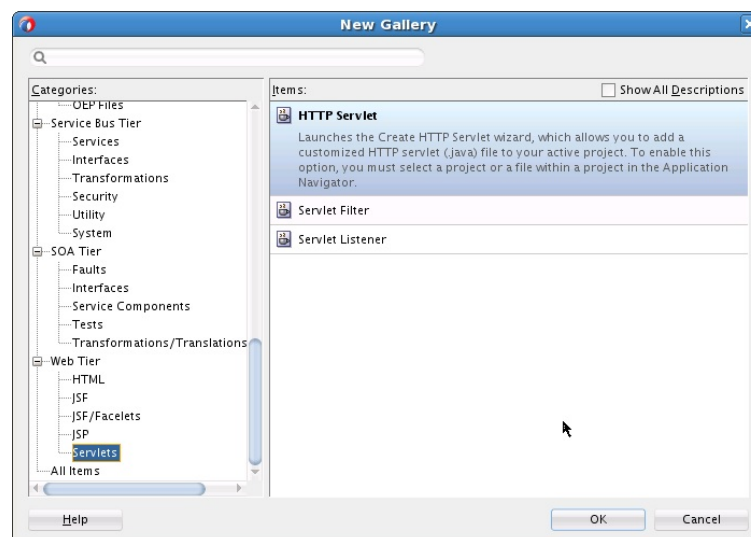 New Gallery
Categories:
OEP Files
Service Bus Tier
Services
Interfaces
Transformations
Security
Utility
System
SOA Tier
Faults
Interfaces
Service Components
Tests
Transformations/Translations
Web Tier
HTML
JSF
JSF/Facelets
JSP
Servlets
All Items
Items:
Show All Descriptions
HTTP Servlet
Launches the Create HTTP Servlet wizard, which allows you to add a
customized HTTP servlet (.java) file to your active project. To enable this
option, you must select a project or a file within a project in the Application
Navigator.
Servlet Filter
Servlet Listener
Help
OK
Cancel